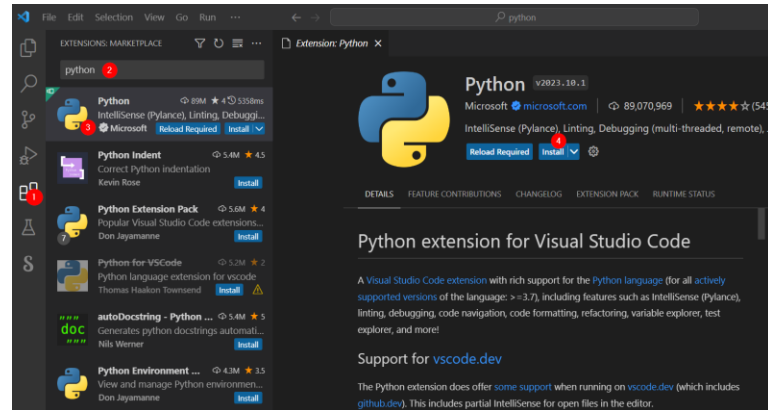 File Edit Selection View Go Run ···
python
EXTENSIONS: MARKETPLACE
Extension: Python
python 2
Python 89M 4 5358ms
IntelliSense (Pylance), Linting, Debuggi...
3 Microsoft Reload Required Install
Python Indent 5.4M 4.5
Correct Python indentation
Kevin Rose Install
1
Python Extension Pack 5.6M 4
Popular Visual Studio Code extensions...
7 Don Jayamanne Install
Python for VSCode 5.2M 2
Python language extension for vscode
Thomas Haakon Townsend Install
autoDocstring - Python ... 5.4M 5
doc Generates python docstrings automati...
Nils Werner Install
Python Environment ... 4.3M 3.5
View and manage Python environmen...
Don Jayamanne Install
Python v2023.10.1
Microsoft microsoft.com 89,070,969 (545
IntelliSense (Pylance), Linting, Debugging (multi-threaded, remote), ...
4
Reload Required Install
DETAILS FEATURE CONTRIBUTIONS CHANGELOG EXTENSION PACK RUNTIME STATUS
Python extension for Visual Studio Code
A Visual Studio Code extension with rich support for the Python language (for all actively
supported versions of the language: >=3.7), including features such as IntelliSense (Pylance),
linting, debugging, code navigation, code formatting, refactoring, variable explorer, test
explorer, and more!
Support for vscode.dev
The Python extension does offer some support when running on vscode.dev (which includes
github.dev). This includes partial IntelliSense for open files in the editor.